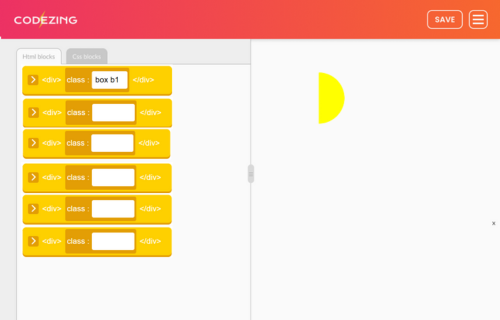 CODEZING
SAVE
Html blocks
Css blocks
<div> class : box b1 </div>
<div> class : </div>
<div> class : </div>
<div> class : </div>
<div> class : </div>
<div> class : </div>
x